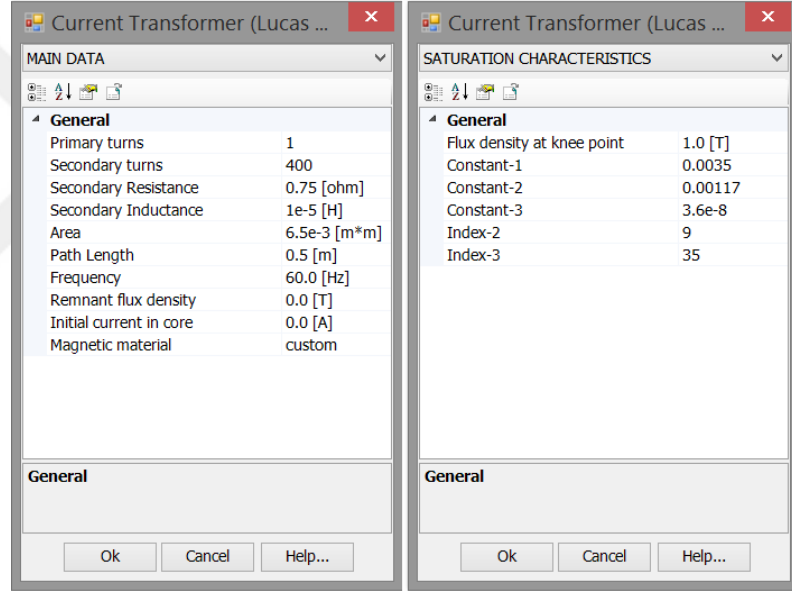 Current Transformer (Lucas ...
MAIN DATA
General
Primary turns 1
Secondary turns 400
Secondary Resistance 0.75 [ohm]
Secondary Inductance 1e-5 [H]
Area 6.5e-3 [m*m]
Path Length 0.5 [m]
Frequency 60.0 [Hz]
Remnant flux density 0.0 [T]
Initial current in core 0.0 [A]
Magnetic material custom
General
Ok Cancel Help...
Current Transformer (Lucas ...
SATURATION CHARACTERISTICS
General
Flux density at knee point 1.0 [T]
Constant-1 0.0035
Constant-2 0.00117
Constant-3 3.6e-8
Index-2 9
Index-3 35
General
Ok Cancel Help...